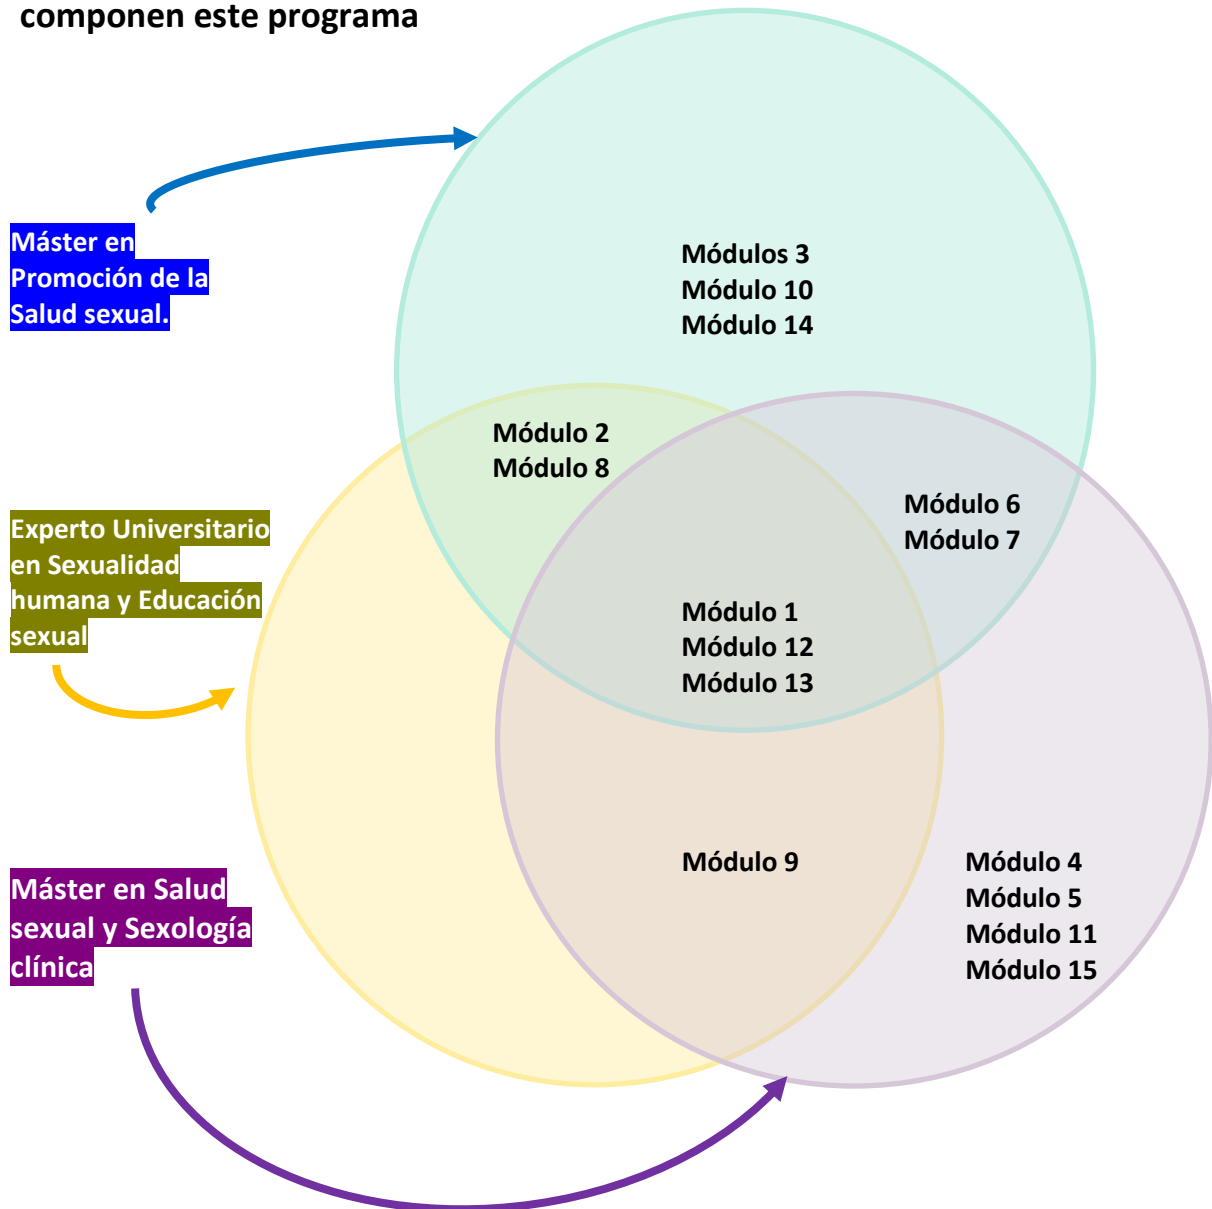 componen este programa
Máster en
Promoción de la
Salud sexual.
Módulos 3
Módulo 10
Módulo 14
Módulo 2
Módulo 8
Módulo 6
Módulo 7
Experto Universitario
en Sexualidad
humana y Educación
sexual
Módulo 1
Módulo 12
Módulo 13
Máster en Salud
sexual y Sexología
clínica
Módulo 9
Módulo 4
Módulo 5
Módulo 11
Módulo 15